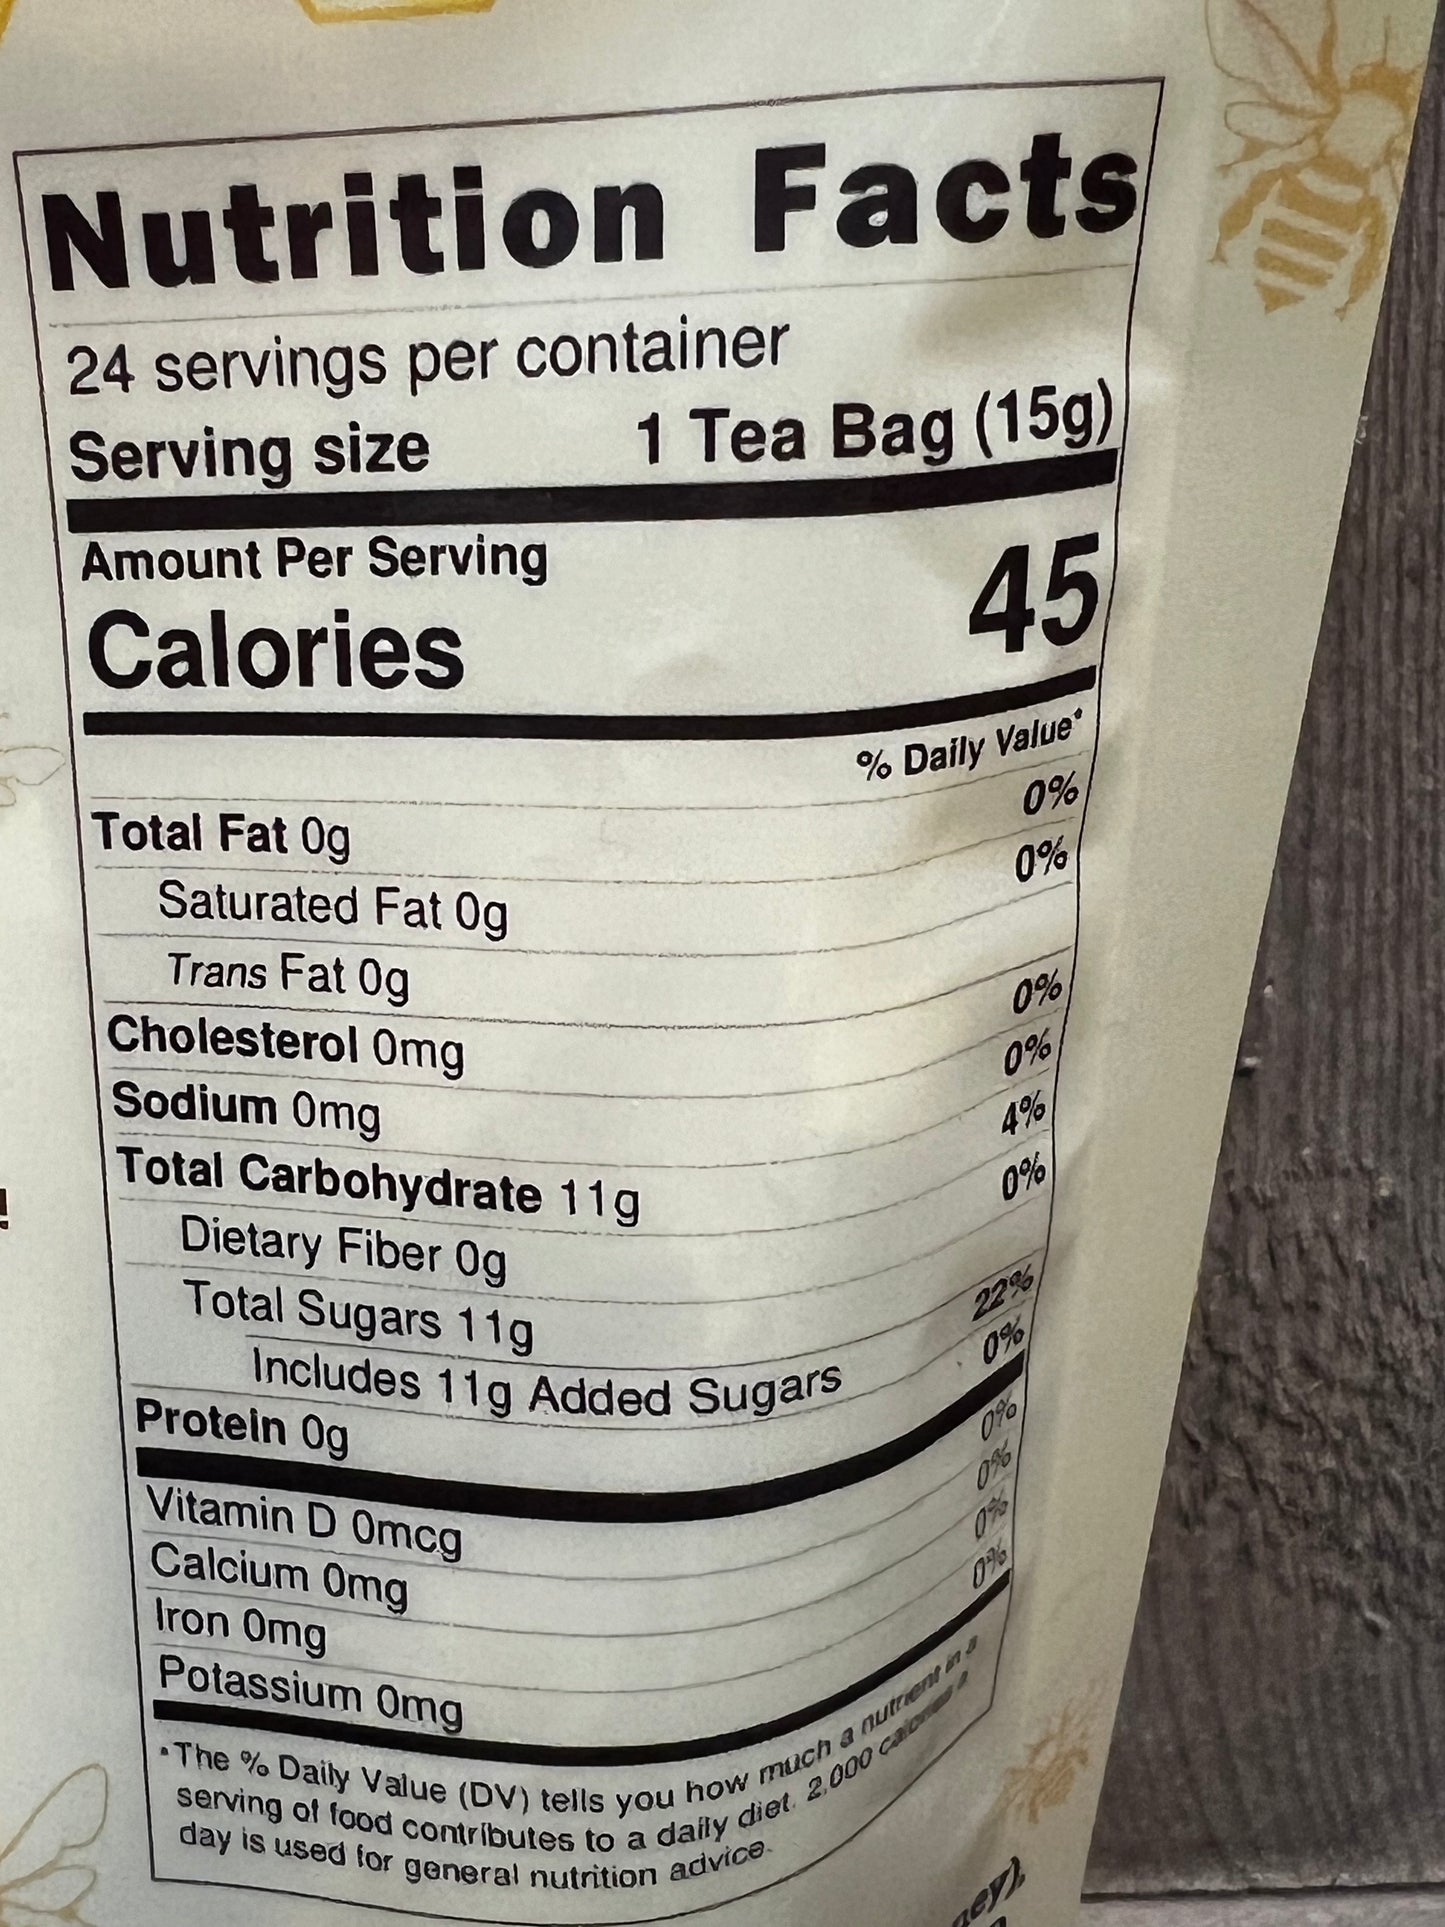 Nutrition Facts
24 servings per container
Serving size 1 Tea Bag (15g)
Amount Per Serving
Calories 45
% Daily Value*
Total Fat 0g 0%
Saturated Fat 0g 0%
Trans Fat 0g
Cholesterol 0mg 0%
Sodium 0mg 0%
Total Carbohydrate 11g 4%
Dietary Fiber 0g 0%
Total Sugars 11g
Includes 11g Added Sugars 22%
Protein 0g 0%
Vitamin D 0mcg 0%
Calcium 0mg 0%
Iron 0mg 0%
Potassium 0mg 0%
*The % Daily Value (DV) tells you how much a nutrient in a
serving of food contributes to a daily diet. 2,000 calories a
day is used for general nutrition advice.